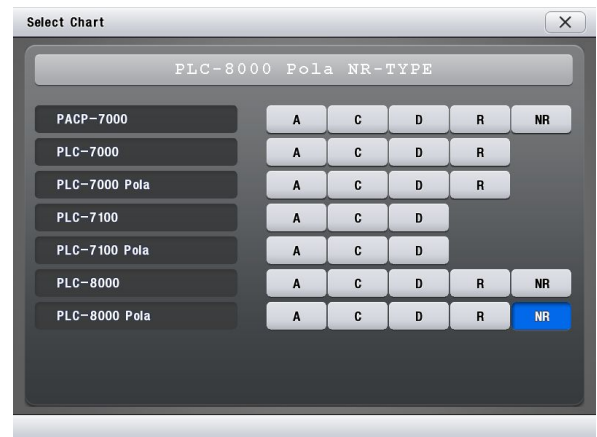 Select Chart
PLC-8000 Pola NR-TYPE
PACP-7000 A C D R NR
PLC-7000 A C D R
PLC-7000 Pola A C D R
PLC-7100 A C D
PLC-7100 Pola A C D
PLC-8000 A C D R NR
PLC-8000 Pola A C D R NR